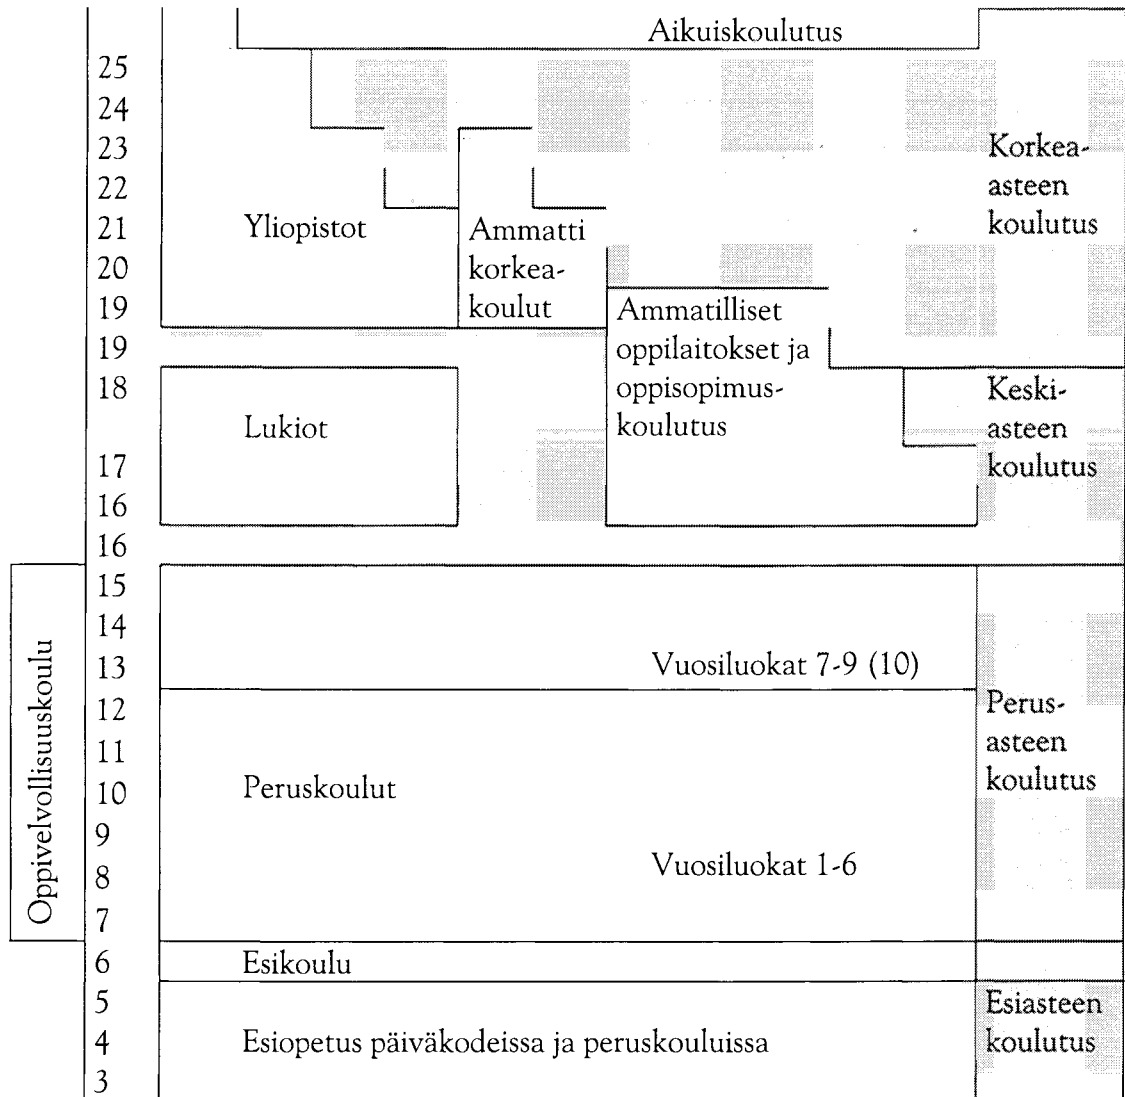 Aikuiskoulutus
25
24
23
22
21
20
19
19
18
17
16
16
15
14
13
12
11
10
9
8
7
6
5
4
3
Korkea-
asteen
koulutus
Yliopistot
Ammatti
korkea-
koulut
Ammatilliset
oppilaitokset ja
oppisopimus-
koulutus
Lukiot
Keski-
asteen
koulutus
Oppivelvollisuuskoulu
Vuosiluokat 7-9 (10)
Peruskoulut
Vuosiluokat 1-6
Perus-
asteen
koulutus
Esikoulu
Esiopetus päiväkodeissa ja peruskouluissa
Esiasteen
koulutus